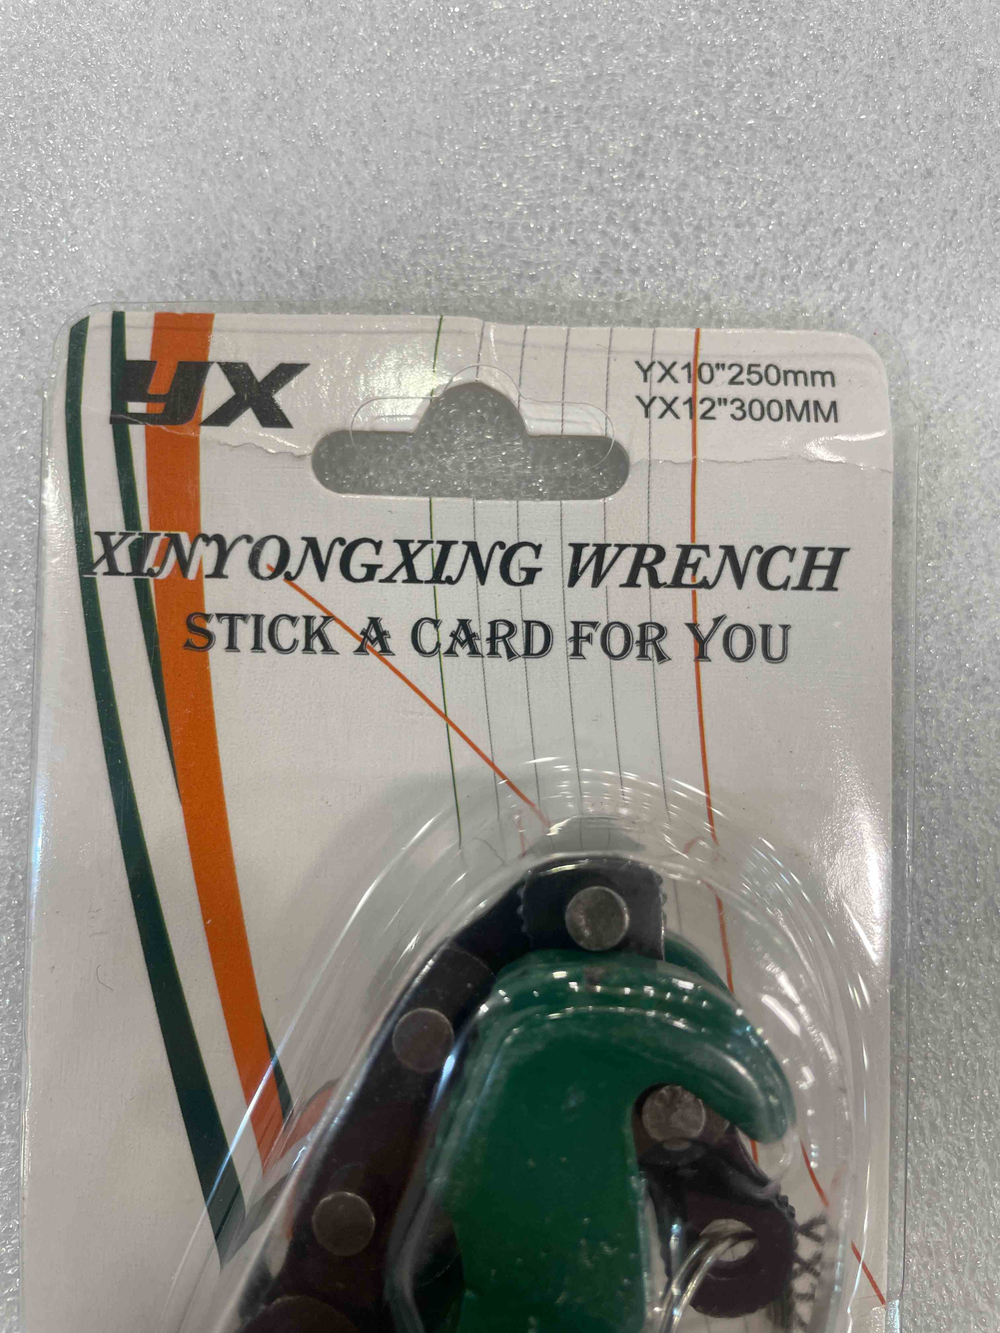 YX
YX10"250mm
YX12"300MM
XINYONGXING WRENCH
STICK A CARD FOR YOU